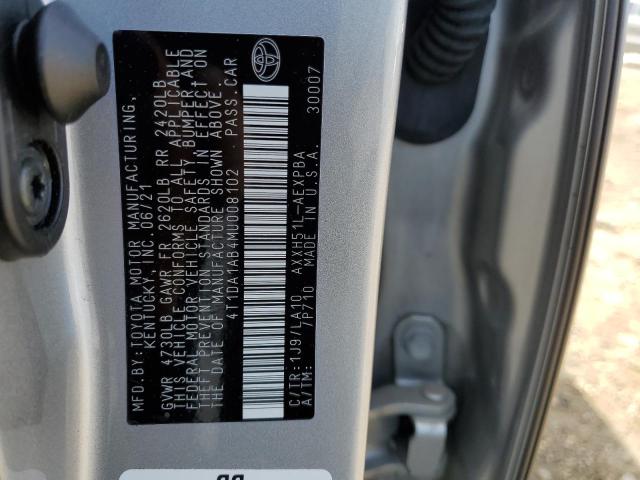 MFD.BY:TOYOTA MOTOR MANUFACTURING,
KENTUCKY, INC.06/21
GVWR 4730LB GAWR FR 2620LB RR 2420LB
THIS VEHICLE CONFORMS TO ALL APPLICABLE
FEDERAL MOTOR VEHICLE SAFETY, BUMPER, AND
THEFT PREVENTION STANDARDS IN EFFECT ON
THE DATE OF MANUFACTURE SHOWN ABOVE.
4T1DA1AB4MU008102 PASS.CAR
C/TR:1J9/LA10 AXXH51L-AEXPBA
A/TM: /P710 MADE IN U.S.A. 30007